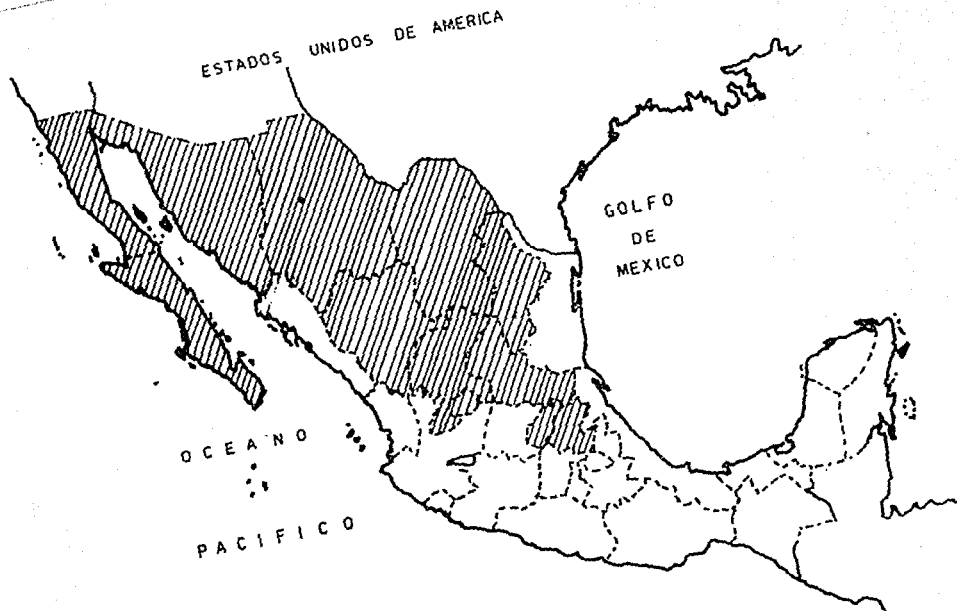 ESTADOS UNIDOS DE AMERICA
GOLFO
DE
MEXICO
OCEANO
PACIFICO